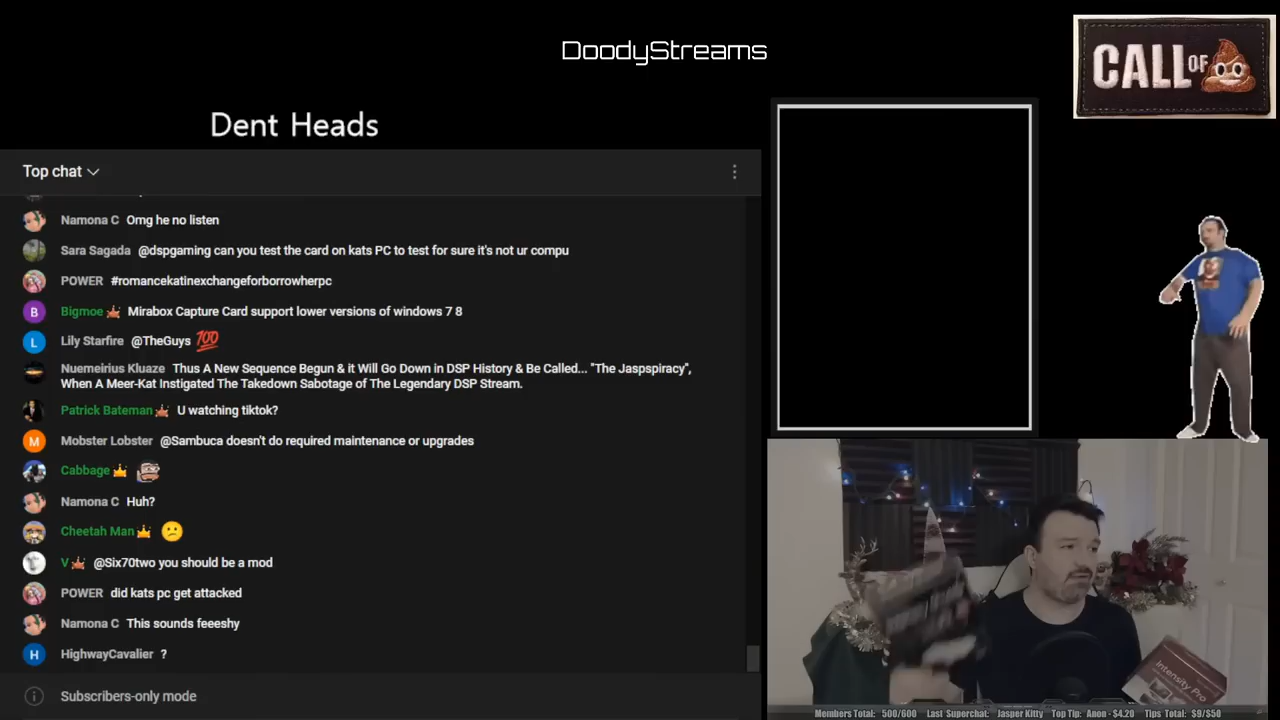 DoodyStreams
CALL OF
Dent Heads
Top chat
Namona C Omg he no listen
Sara Sagada @dspgaming can you test the card on kats PC to test for sure it's not ur compu
POWER #romancekatinexchangeforborrowherpc
B Bigmoe Mirabox Capture Card support lower versions of windows 7 8
L Lily Starfire @TheGuys 100
Nuemeirius Kluaze Thus A New Sequence Begun & it Will Go Down in DSP History & Be Called... "The Jaspspiracy",
When A Meer-Kat Instigated The Takedown Sabotage of The Legendary DSP Stream.
Patrick Bateman U watching tiktok?
M Mobster Lobster @Sambuca doesn't do required maintenance or upgrades
Cabbage
Namona C Huh?
Cheetah Man
V @Six70two you should be a mod
POWER did kats pc get attacked
Namona C This sounds feeeshy
H HighwayCavalier ?
Subscribers-only mode
Intensity Pro
Members Total: 500/600 Last Superchat: Jasper Kitty Top Tip: Anon - $4.20 Tips Total: $9/$50